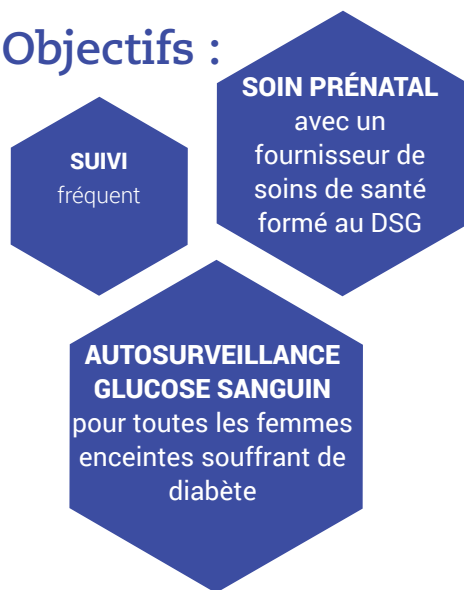 Objectifs :
SUIVI
fréquent
SOIN PRÉNATAL
avec un
fournisseur de
soins de santé
formé au DSG
AUTOSURVEILLANCE
GLUCOSE SANGUIN
pour toutes les femmes
enceintes souffrant de
diabète